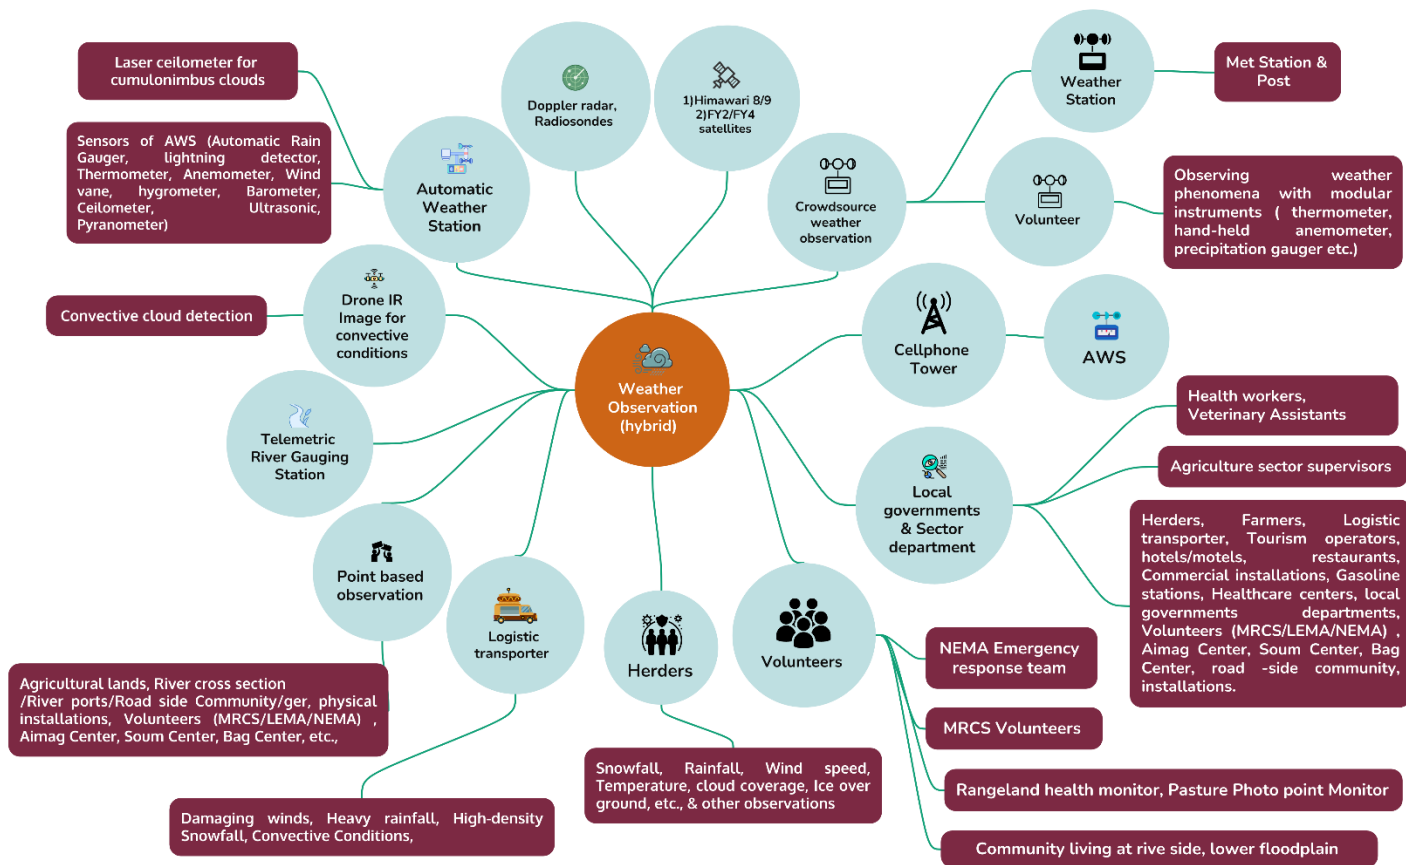 Laser ceilometer for
cumulonimbus clouds
Sensors of AWS (Automatic Rain
Gauger, lightning detector,
Thermometer, Anemometer, Wind
vane, hygrometer, Barometer,
Ceilometer, Ultrasonic,
Pyranometer)
Automatic
Weather
Station
Doppler radar,
Radiosondes
1)Himawari 8/9
2)FY2/FY4
satellites
Crowdsource
weather
observation
Weather
Station
Met Station &
Post
Volunteer
Observing weather
phenomena with modular
instruments ( thermometer,
hand-held anemometer,
precipitation gauger etc.)
Convective cloud detection
Drone IR
Image for
convective
conditions
Weather
Observation
(hybrid)
Cellphone
Tower
AWS
Telemetric
River Gauging
Station
Local
governments
& Sector
department
Health workers,
Veterinary Assistants
Agriculture sector supervisors
Herders, Farmers, Logistic
transporter, Tourism operators,
hotels/motels, restaurants,
Commercial installations, Gasoline
stations, Healthcare centers, local
governments departments,
Volunteers (MRCS/LEMA/NEMA) ,
Aimag Center, Soum Center, Bag
Center, road -side community,
installations.
Point based
observation
Agricultural lands, River cross section
/River ports/Road side Community/ger, physical
installations, Volunteers (MRCS/LEMA/NEMA) ,
Aimag Center, Soum Center, Bag Center, etc.,
Logistic
transporter
Damaging winds, Heavy rainfall, High-density
Snowfall, Convective Conditions,
Herders
Snowfall, Rainfall, Wind speed,
Temperature, cloud coverage, Ice over
ground, etc., & other observations
Volunteers
NEMA Emergency
response team
MRCS Volunteers
Rangeland health monitor, Pasture Photo point Monitor
Community living at rive side, lower floodplain